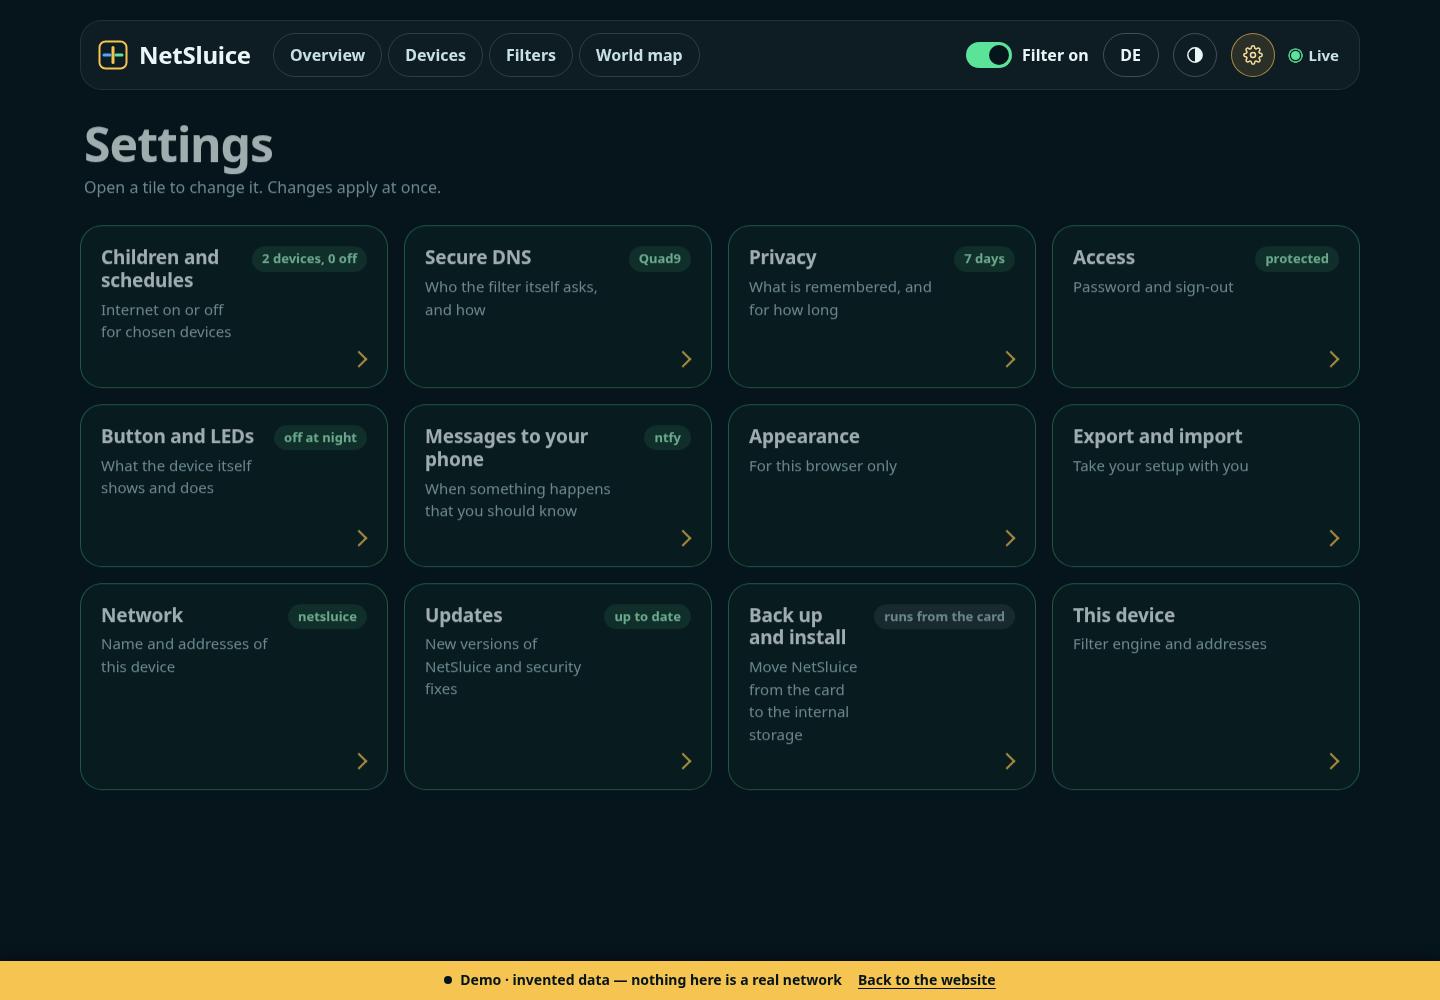 NetSluice
Overview
Devices
Filters
World map
Filter on
DE
Live
Settings
Open a tile to change it. Changes apply at once.
Children and
schedules
2 devices, 0 off
Internet on or off
for chosen devices
Secure DNS
Quad9
Who the filter itself asks,
and how
Privacy
7 days
What is remembered, and
for how long
Access
protected
Password and sign-out
Button and LEDs
off at night
What the device itself
shows and does
Messages to your
phone
ntfy
When something happens
that you should know
Appearance
For this browser only
Export and import
Take your setup with you
Network
netsluice
Name and addresses of
this device
Updates
up to date
New versions of
NetSluice and security
fixes
Back up
and install
runs from the card
Move NetSluice
from the card
to the internal
storage
This device
Filter engine and addresses
Demo · invented data — nothing here is a real network
Back to the website